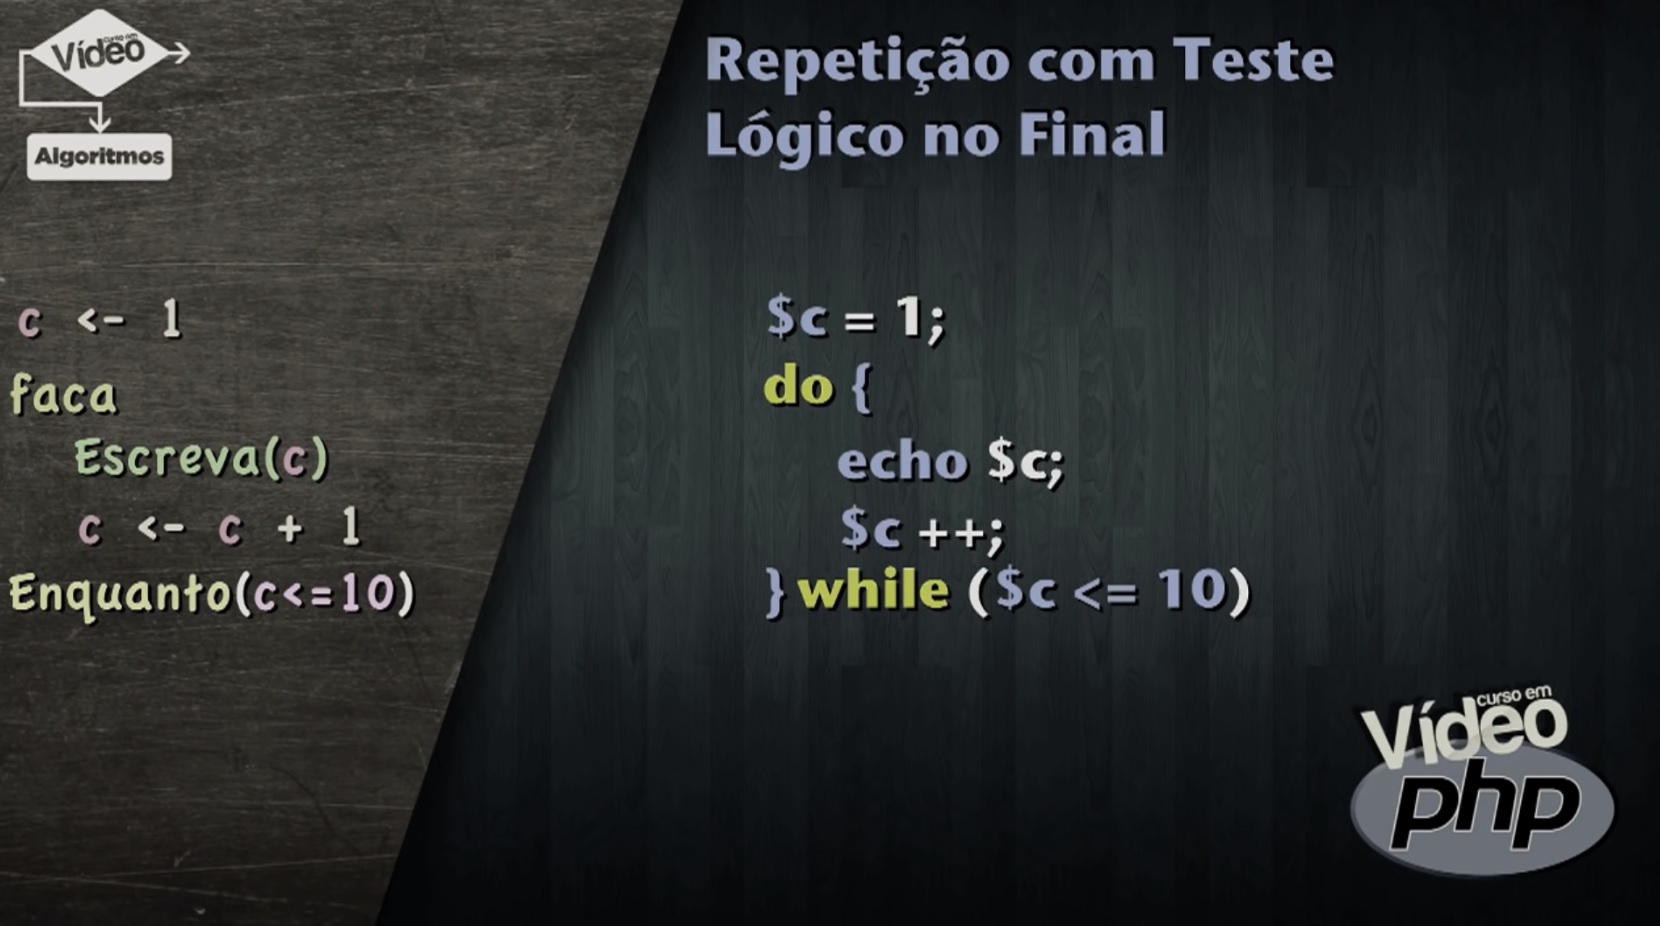 curso em
Vídeo
Algoritmos
c <- 1
faca
Escreva(c)
c <- c + 1
Enquanto(c<=10)
Repetição com Teste
Lógico no Final
$c = 1;
do {
echo $c;
$c ++;
} while ($c <= 10)
curso em
Vídeo
php